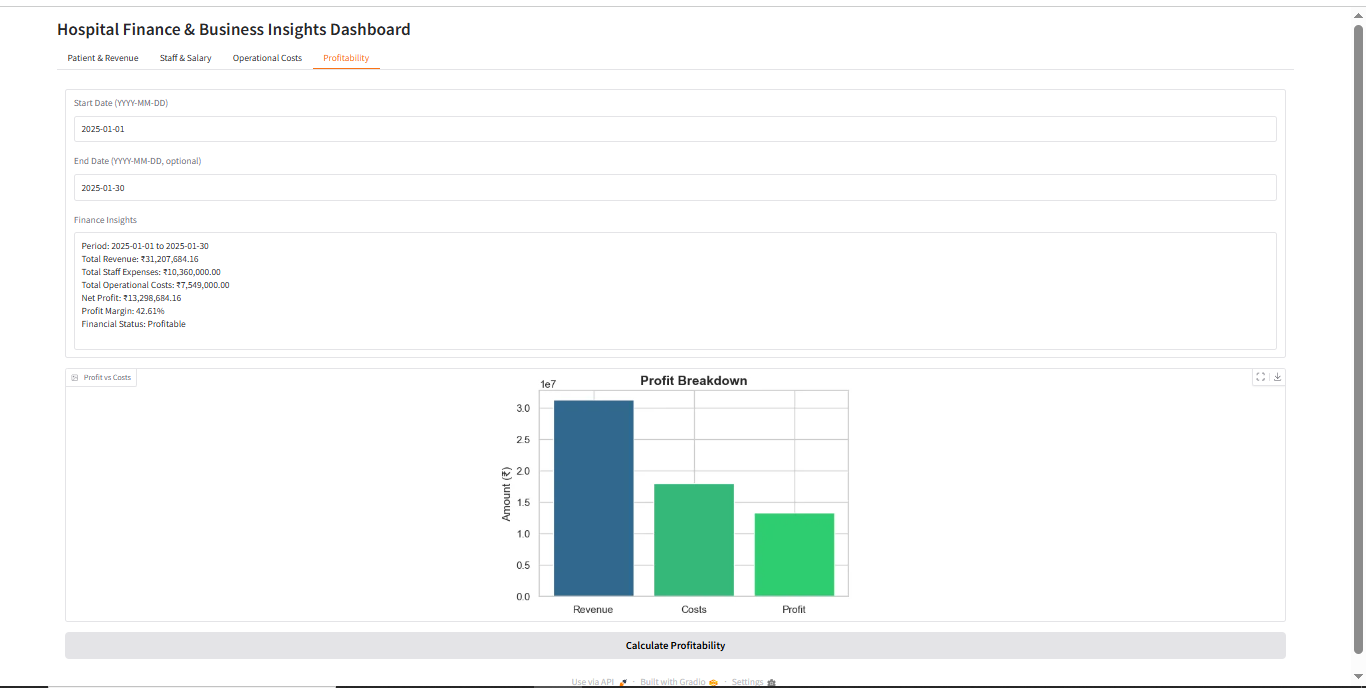 Hospital Finance & Business Insights Dashboard
Patient & Revenue Staff & Salary Operational Costs Profitability
Start Date (YYYY-MM-DD)
2025-01-01
End Date (YYYY-MM-DD, optional)
2025-01-30
Finance Insights
Period: 2025-01-01 to 2025-01-30
Total Revenue: ₹31,207,684.16
Total Staff Expenses: ₹10,360,000.00
Total Operational Costs: ₹7,549,000.00
Net Profit: ₹13,298,684.16
Profit Margin: 42.61%
Financial Status: Profitable
Profit vs Costs
Profit Breakdown
1e7
3.0
2.5
2.0
1.5
1.0
0.5
0.0
Amount (₹)
Revenue Costs Profit
Calculate Profitability
Use via API · Built with Gradio · Settings